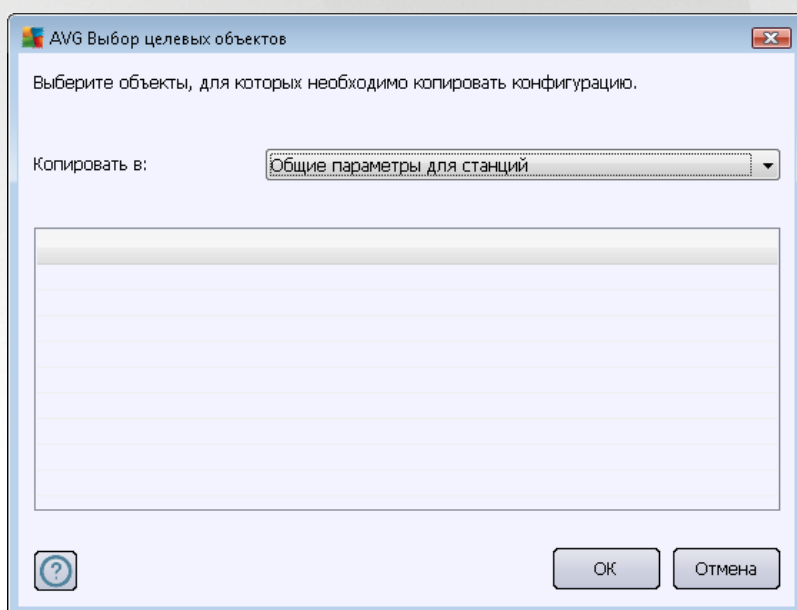 AVG Выбор целевых объектов
Выберите объекты, для которых необходимо копировать конфигурацию.
Копировать в: Общие параметры для станций
?
ОК Отмена